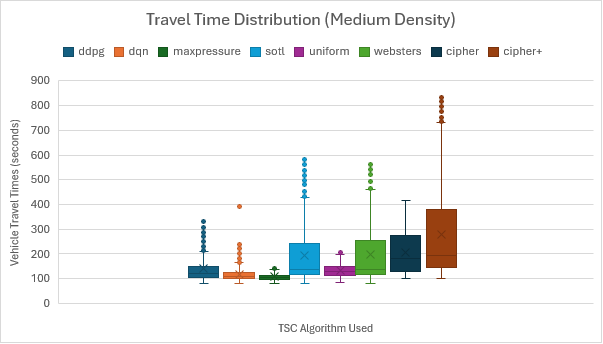 Travel Time Distribution (Medium Density)
ddpg dqn maxpressure sotl uniform websters cipher cipher+
Vehicle Travel Times (seconds)
900
800
700
600
500
400
300
200
100
0
TSC Algorithm Used